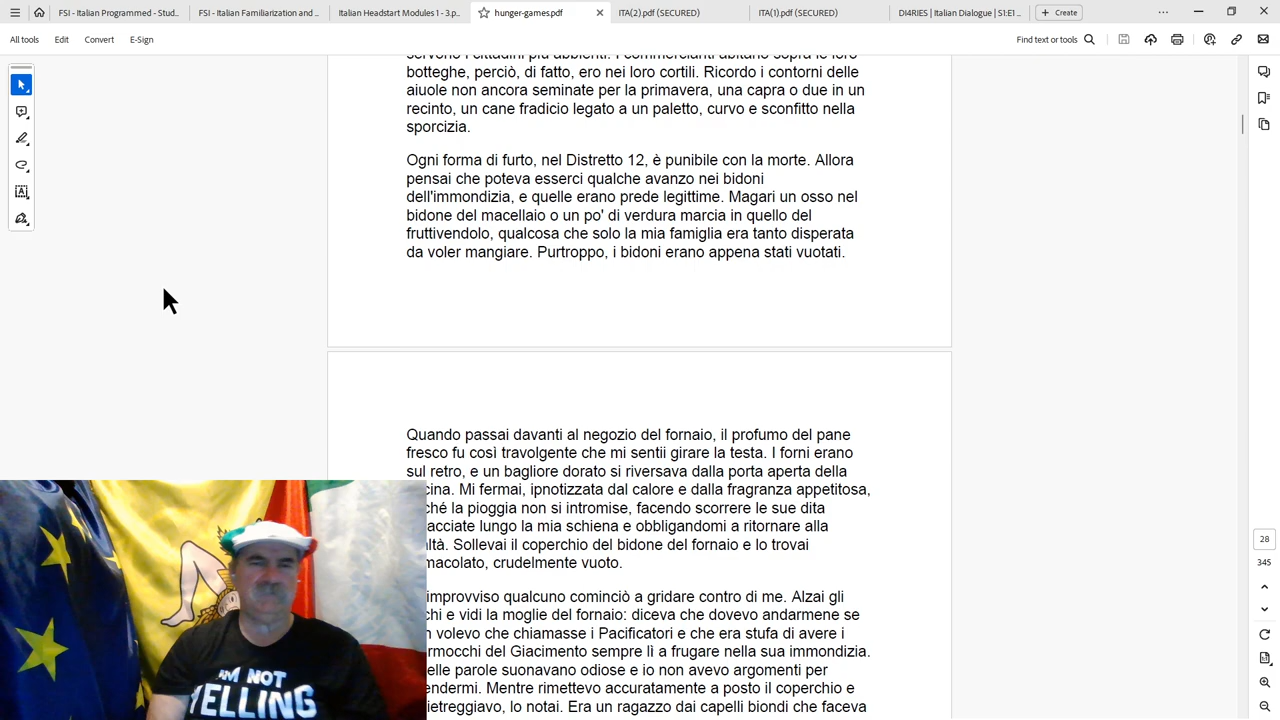 FSI - Italian Programmed - Stud...
FSI - Italian Familiarization and ...
Italian Headstart Modules 1 - 3.p...
hunger-games.pdf
ITA(2).pdf (SECURED)
ITA(1).pdf (SECURED)
DI4RIES | Italian Dialogue | S1:E1 ...
Create
All tools
Edit
Convert
E-Sign
Find text or tools
botteghe, perciò, di fatto, ero nei loro cortili. Ricordo i contorni delle
aiuole non ancora seminate per la primavera, una capra o due in un
recinto, un cane fradicio legato a un paletto, curvo e sconfitto nella
sporcizia.
Ogni forma di furto, nel Distretto 12, è punibile con la morte. Allora
pensai che poteva esserci qualche avanzo nei bidoni
dell'immondizia, e quelle erano prede legittime. Magari un osso nel
bidone del macellaio o un po' di verdura marcia in quello del
fruttivendolo, qualcosa che solo la mia famiglia era tanto disperata
da voler mangiare. Purtroppo, i bidoni erano appena stati vuotati.
Quando passai davanti al negozio del fornaio, il profumo del pane
fresco fu così travolgente che mi sentii girare la testa. I forni erano
sul retro, e un bagliore dorato si riversava dalla porta aperta della
cina. Mi fermai, ipnotizzata dal calore e dalla fragranza appetitosa,
ché la pioggia non si intromise, facendo scorrere le sue dita
acciate lungo la mia schiena e obbligandomi a ritornare alla
ltà. Sollevai il coperchio del bidone del fornaio e lo trovai
macolato, crudelmente vuoto.
improvviso qualcuno cominciò a gridare contro di me. Alzai gli
chi e vidi la moglie del fornaio: diceva che dovevo andarmene se
n volevo che chiamasse i Pacificatori e che era stufa di avere i
rmocchi del Giacimento sempre lì a frugare nella sua immondizia.
elle parole suonavano odiose e io non avevo argomenti per
endermi. Mentre rimettevo accuratamente a posto il coperchio e
ietreggiavo, lo notai. Era un ragazzo dai capelli biondi che faceva
28
345
AM NOT
YELLING